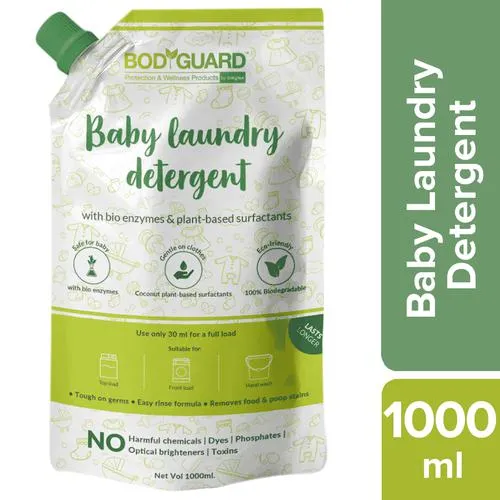 BODYGUARD
Protection & Wellness Products
Baby laundry
detergent
with bio enzymes & plant-based surfactants
Safe for baby
with bio enzymes
Gentle on clothes
Coconut plant-based surfactants
Eco-friendly
100% Biodegradable
Use only 30 ml for a full load
Suitable for
Top load
Front load
Hand wash
LASTS
LONGER
• Tough on germs • Easy rinse formula • Removes food & poop stains
NO Harmful chemicals | Dyes | Phosphates |
Optical brighteners | Toxins
Net Vol 1000ml.
Baby Laundry
Detergent
1000
ml